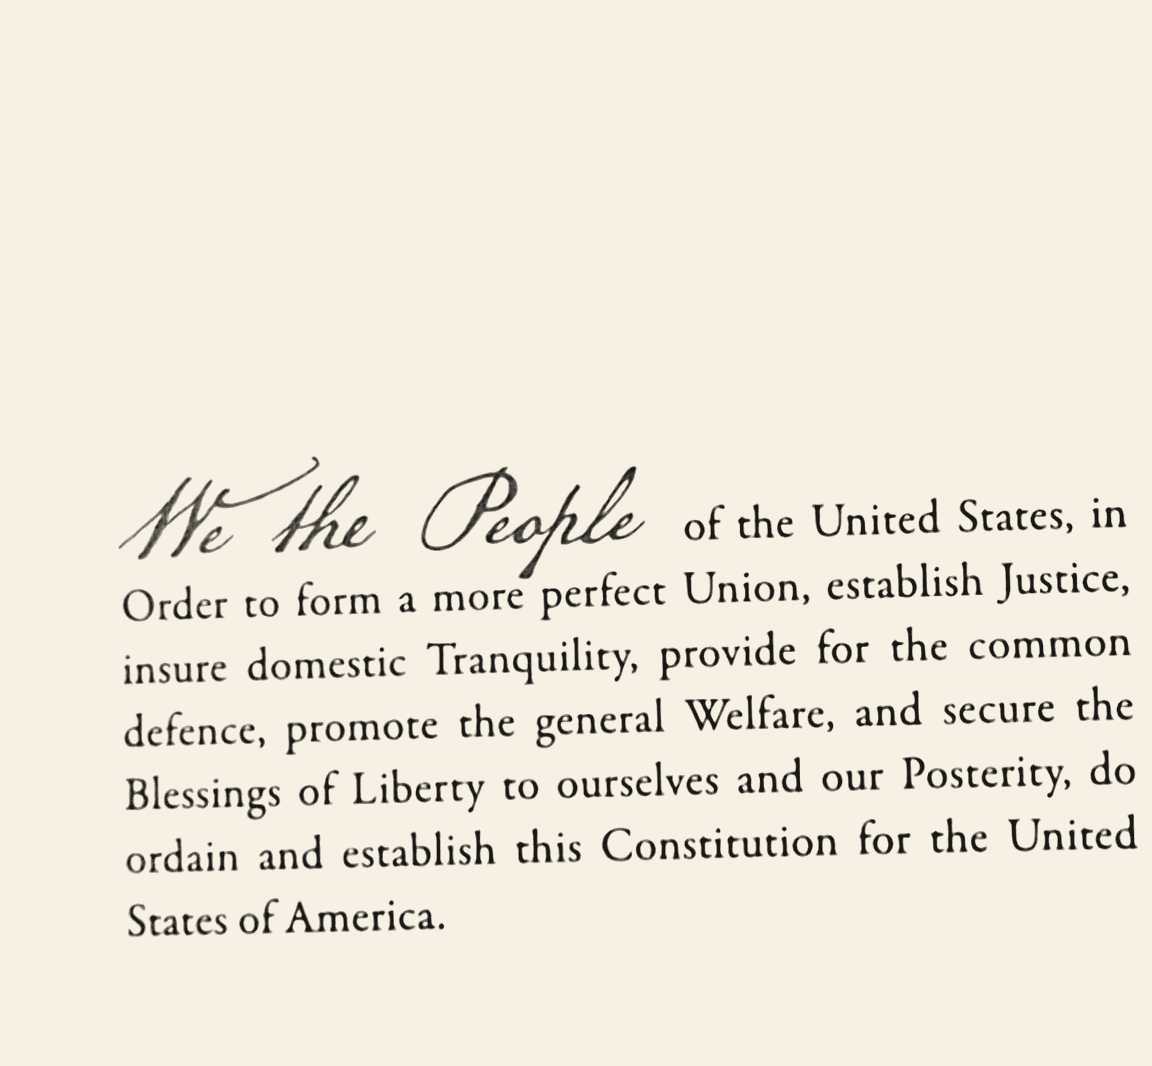 We the People of the United States, in
Order to form a more perfect Union, establish Justice,
insure domestic Tranquility, provide for the common
defence, promote the general Welfare, and secure the
Blessings of Liberty to ourselves and our Posterity, do
ordain and establish this Constitution for the United
States of America.